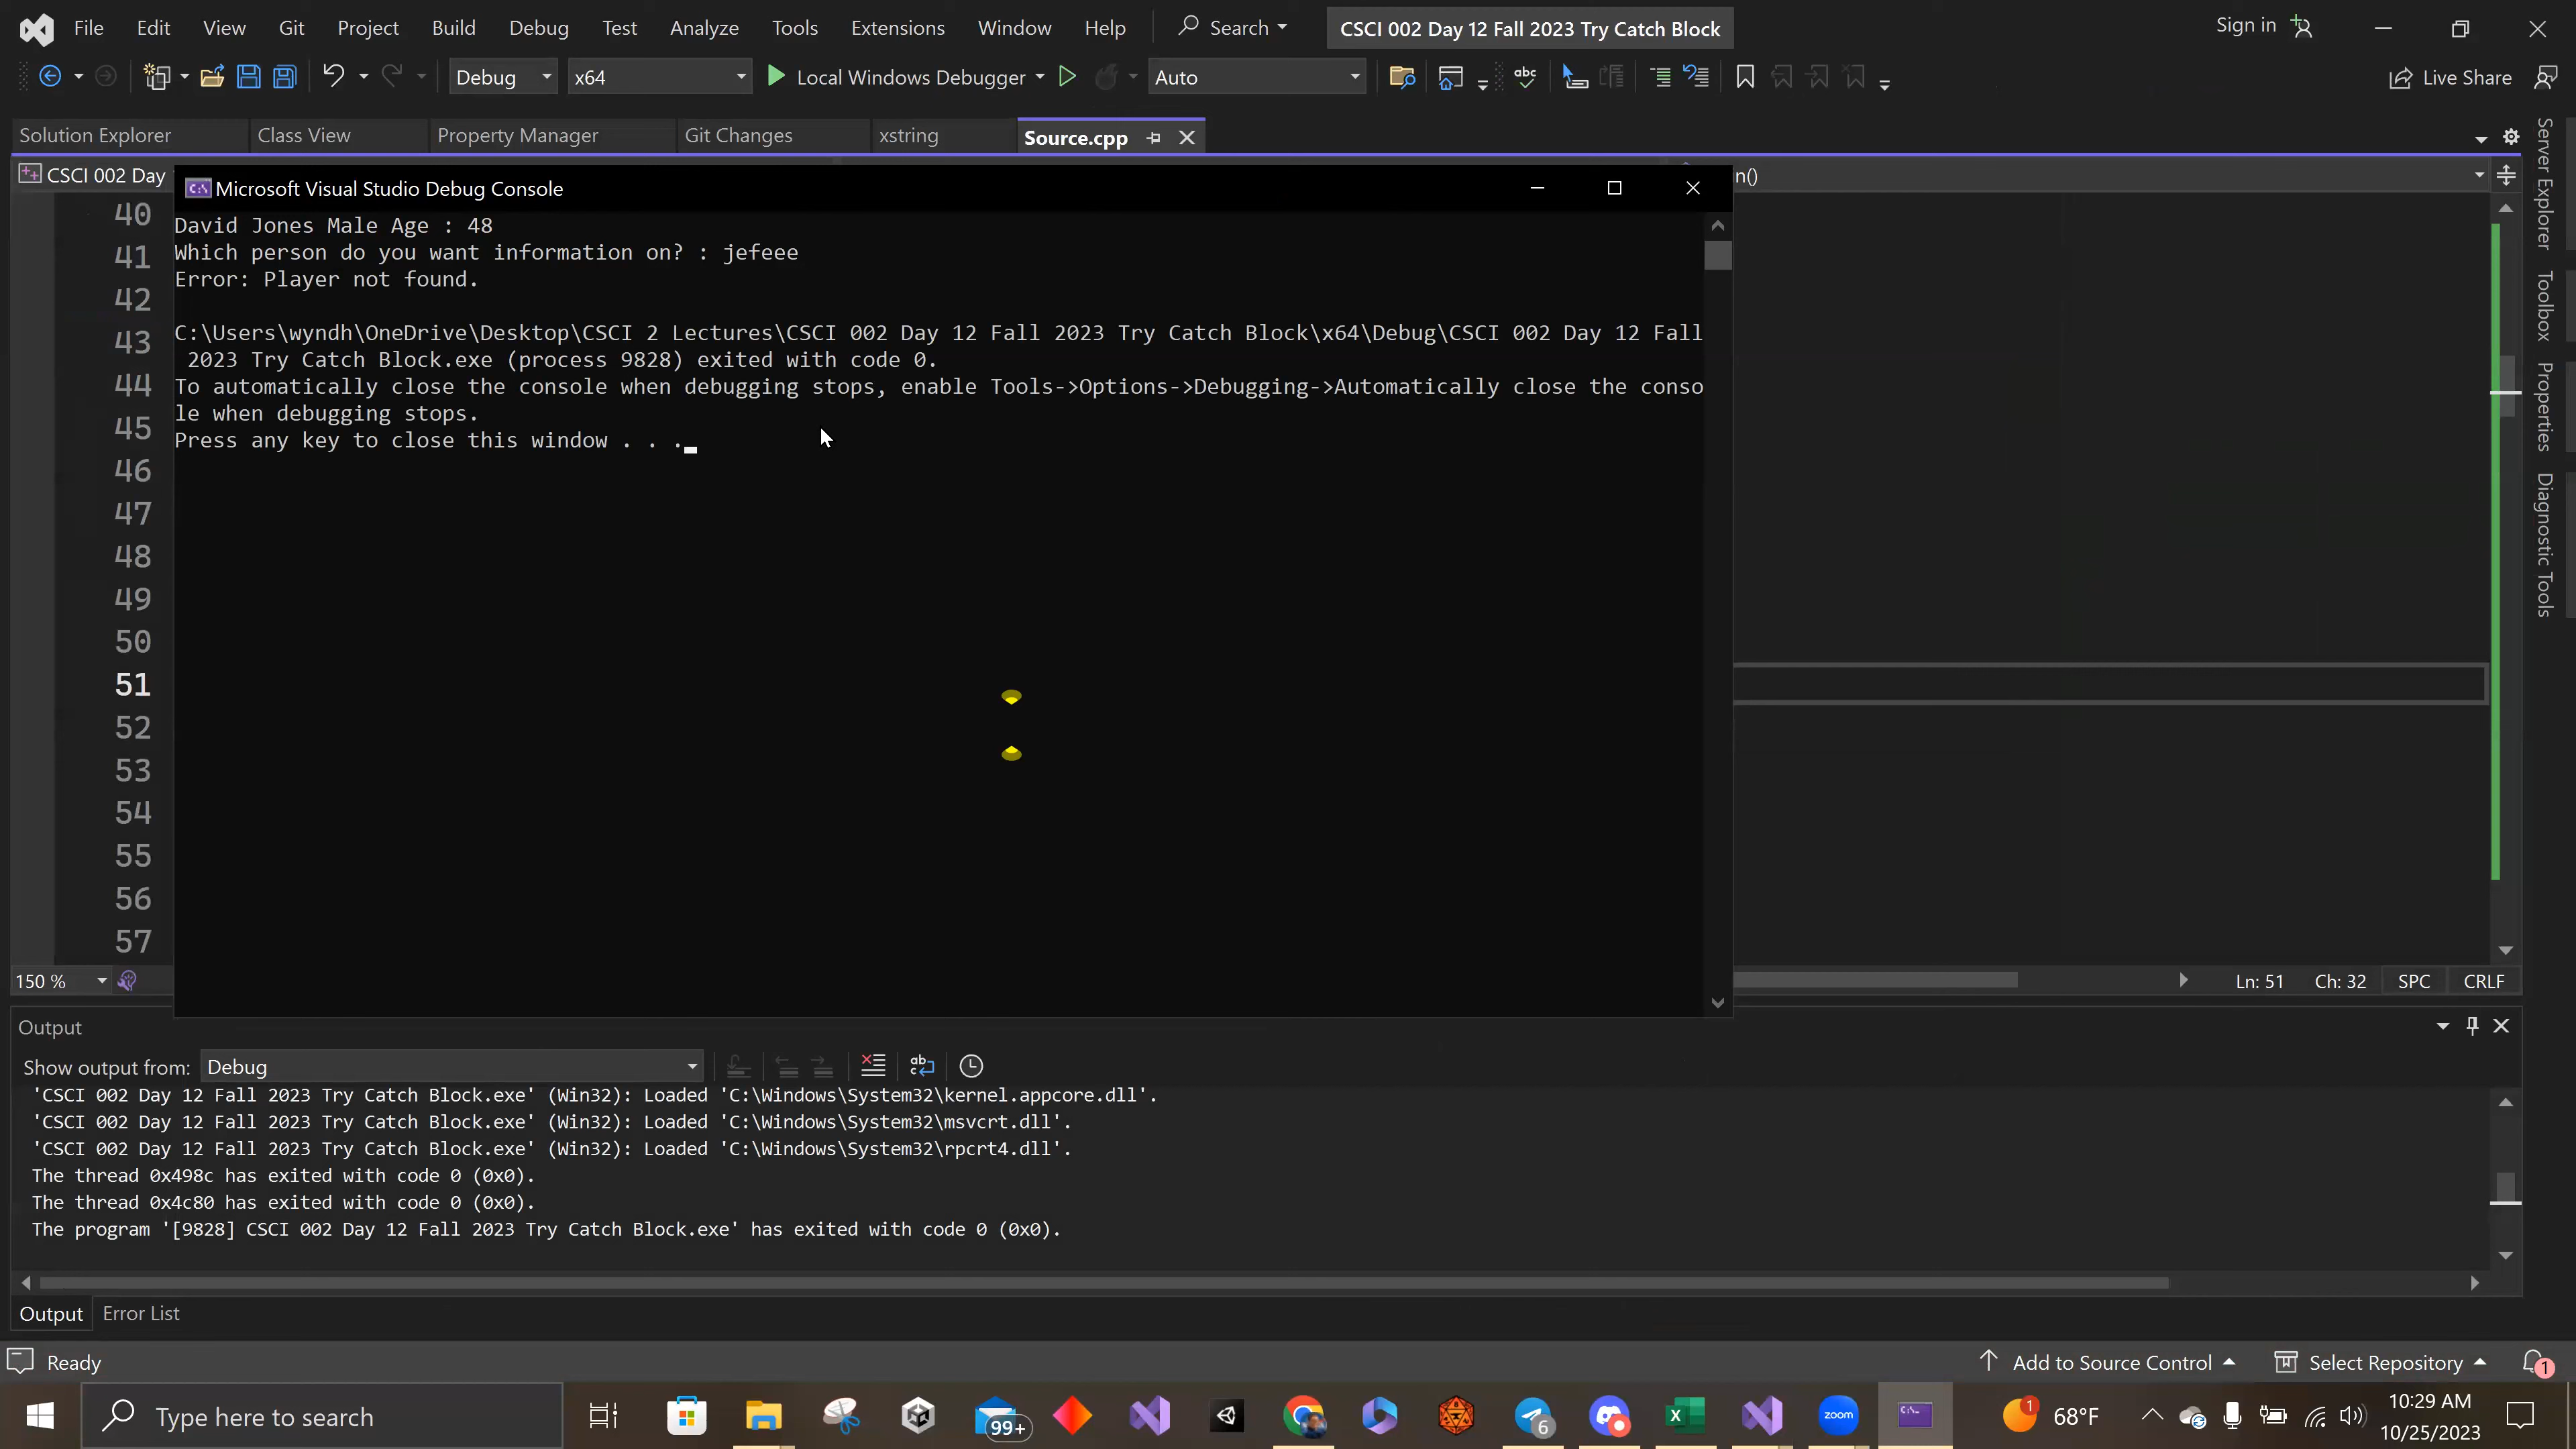 File Edit View Git Project Build Debug Test Analyze Tools Extensions Window Help Search CSCI 002 Day 12 Fall 2023 Try Catch Block Sign in
Debug x64 Local Windows Debugger Auto Live Share
Solution Explorer Class View Property Manager Git Changes xstring Source.cpp
CSCI 002 Day in()
Microsoft Visual Studio Debug Console
David Jones Male Age : 48
Which person do you want information on? : jefeee
Error: Player not found.
C:\Users\wyndh\OneDrive\Desktop\CSCI 2 Lectures\CSCI 002 Day 12 Fall 2023 Try Catch Block\x64\Debug\CSCI 002 Day 12 Fall
2023 Try Catch Block.exe (process 9828) exited with code 0.
To automatically close the console when debugging stops, enable Tools->Options->Debugging->Automatically close the conso
le when debugging stops.
Press any key to close this window . . .
40
41
42
43
44
45
46
47
48
49
50
51
52
53
54
55
56
57
Server Explorer
Toolbox
Properties
Diagnostic Tools
150 % Ln: 51 Ch: 32 SPC CRLF
Output
Show output from: Debug
'CSCI 002 Day 12 Fall 2023 Try Catch Block.exe' (Win32): Loaded 'C:\Windows\System32\kernel.appcore.dll'.
'CSCI 002 Day 12 Fall 2023 Try Catch Block.exe' (Win32): Loaded 'C:\Windows\System32\msvcrt.dll'.
'CSCI 002 Day 12 Fall 2023 Try Catch Block.exe' (Win32): Loaded 'C:\Windows\System32\rpcrt4.dll'.
The thread 0x498c has exited with code 0 (0x0).
The thread 0x4c80 has exited with code 0 (0x0).
The program '[9828] CSCI 002 Day 12 Fall 2023 Try Catch Block.exe' has exited with code 0 (0x0).
Output Error List
Ready Add to Source Control Select Repository 1
Type here to search 99+ 6 zoom 1 68°F 10:29 AM
10/25/2023